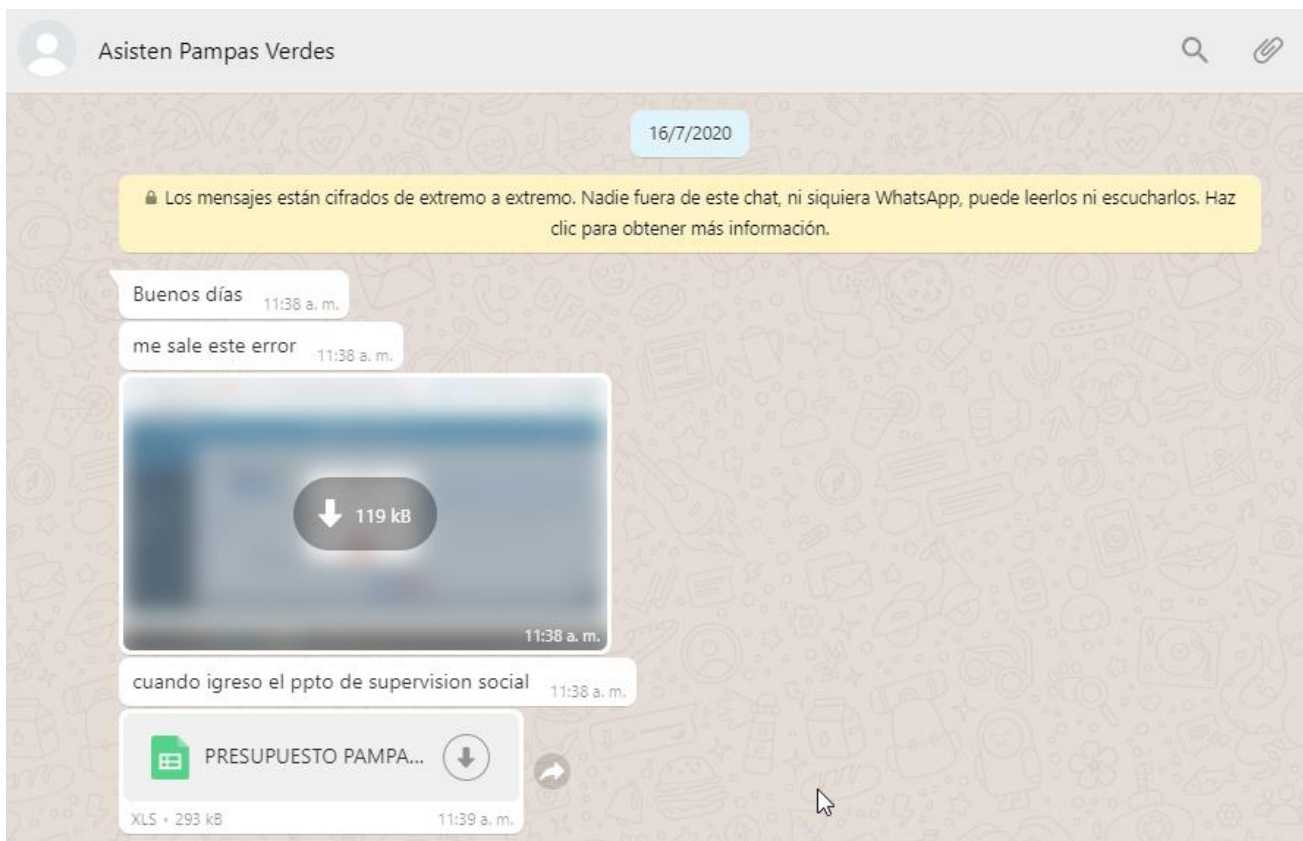 Asisten Pampas Verdes
16/7/2020
Los mensajes están cifrados de extremo a extremo. Nadie fuera de este chat, ni siquiera WhatsApp, puede leerlos ni escucharlos. Haz
clic para obtener más información.
Buenos días 11:38 a. m.
me sale este error 11:38 a. m.
119 kB
11:38 a. m.
cuando igreso el ppto de supervision social 11:38 a. m.
PRESUPUESTO PAMPA...
XLS • 293 kB 11:39 a. m.